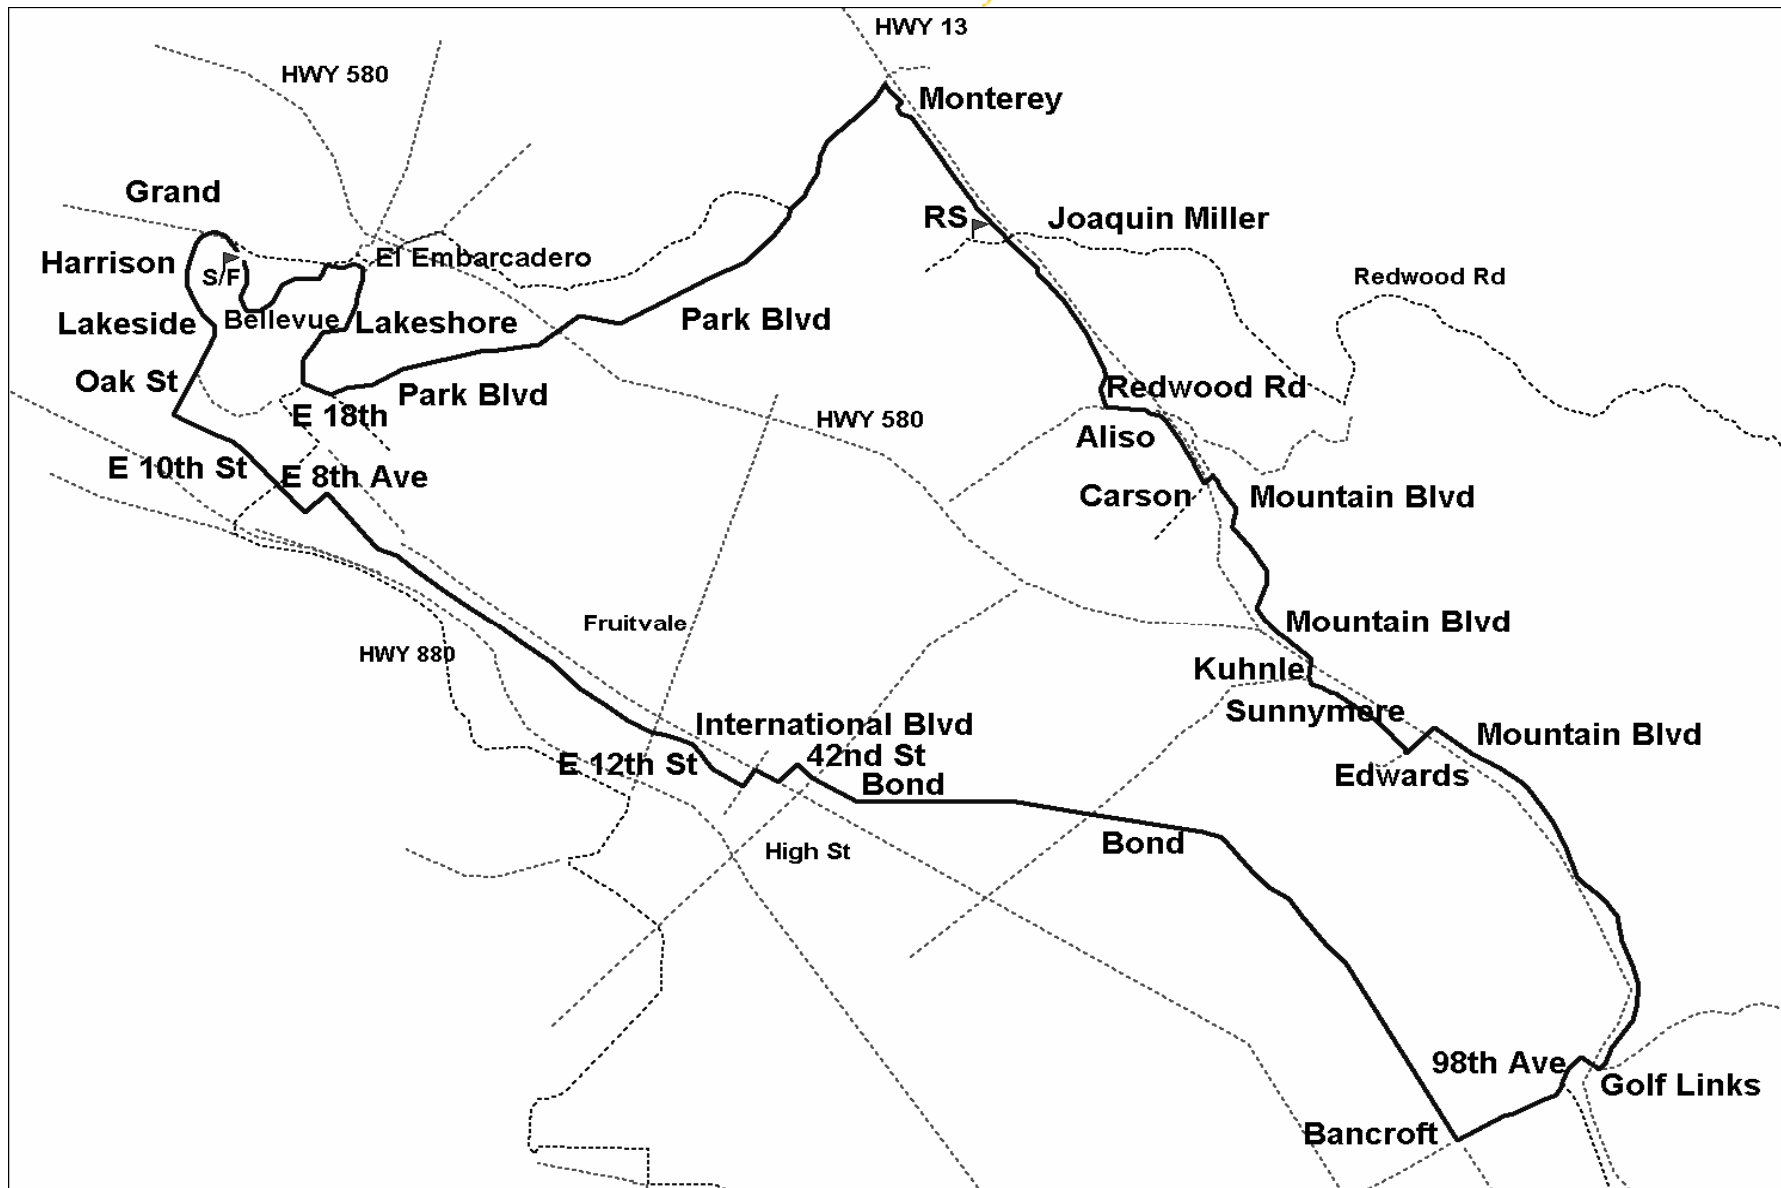 HWY 13
HWY 580
Monterey
Grand
RS
Joaquin Miller
Harrison
El Embarcadero
S/F
Redwood Rd
Lakeside
Bellevue
Lakeshore
Park Blvd
Oak St
Park Blvd
Redwood Rd
E 18th
HWY 580
Aliso
E 10th St
E 8th Ave
Carson
Mountain Blvd
Fruitvale
Mountain Blvd
HWY 880
Kuhnle
Sunnymere
International Blvd
Mountain Blvd
42nd St
E 12th St
Edwards
Bond
Bond
High St
98th Ave
Golf Links
Bancroft